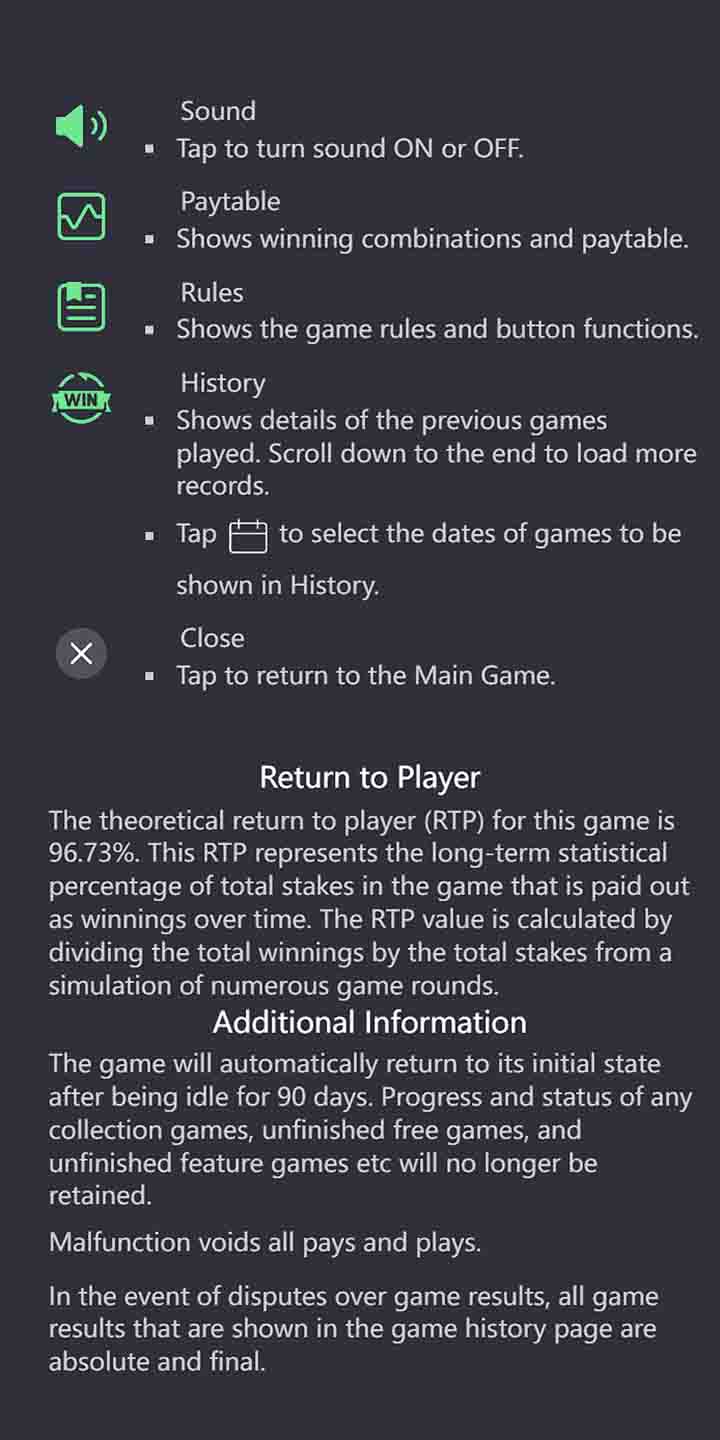 Sound
▪ Tap to turn sound ON or OFF.
Paytable
▪ Shows winning combinations and paytable.
Rules
▪ Shows the game rules and button functions.
WIN
History
▪ Shows details of the previous games
played. Scroll down to the end to load more
records.
▪ Tap to select the dates of games to be
shown in History.
Close
▪ Tap to return to the Main Game.
Return to Player
The theoretical return to player (RTP) for this game is
96.73%. This RTP represents the long-term statistical
percentage of total stakes in the game that is paid out
as winnings over time. The RTP value is calculated by
dividing the total winnings by the total stakes from a
simulation of numerous game rounds.
Additional Information
The game will automatically return to its initial state
after being idle for 90 days. Progress and status of any
collection games, unfinished free games, and
unfinished feature games etc will no longer be
retained.
Malfunction voids all pays and plays.
In the event of disputes over game results, all game
results that are shown in the game history page are
absolute and final.